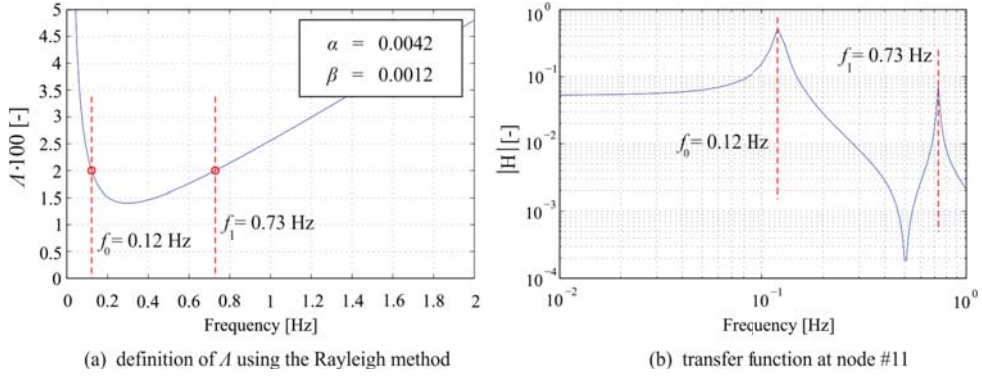 5
4.5
4
3.5
3
2.5
2
1.5
1
0.5
0
Λ·100 [-]
α = 0.0042
β = 0.0012
f₀= 0.12 Hz
f₁= 0.73 Hz
0 0.2 0.4 0.6 0.8 1 1.2 1.4 1.6 1.8 2
Frequency [Hz]
(a) definition of Λ using the Rayleigh method
10⁰
10⁻¹
10⁻²
10⁻³
10⁻⁴
|H| [-]
f₁= 0.73 Hz
f₀= 0.12 Hz
10⁻² 10⁻¹ 10⁰
Frequency [Hz]
(b) transfer function at node #11